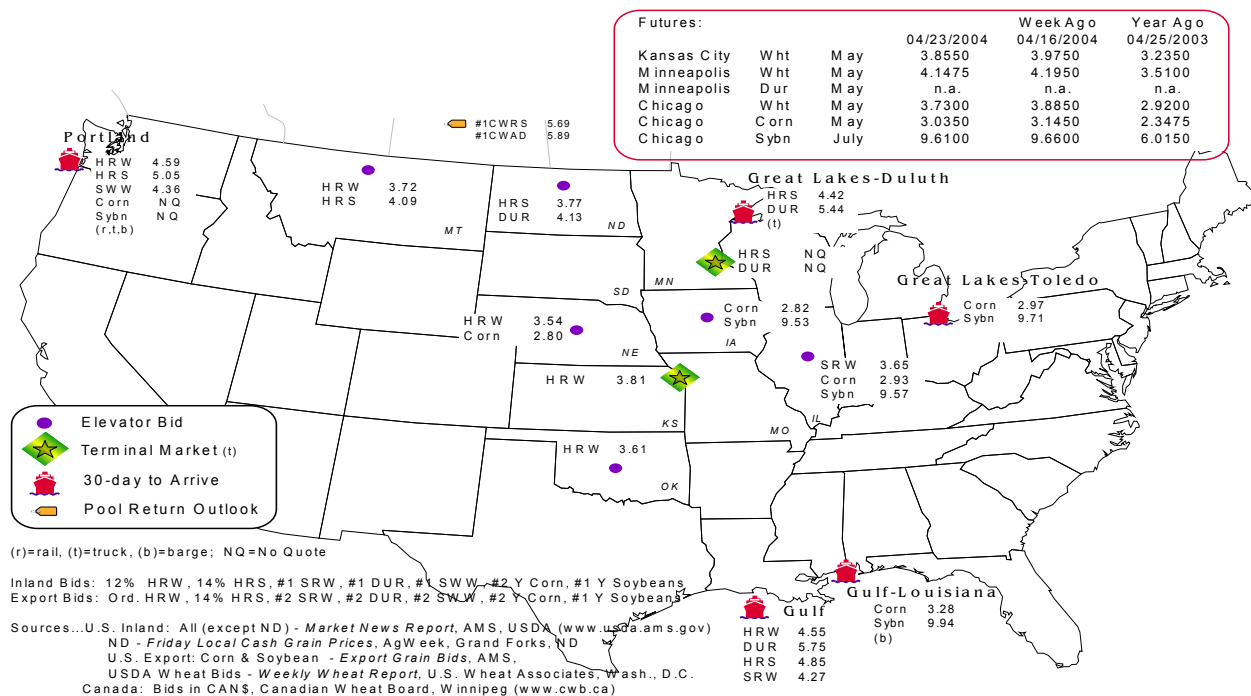 Futures: Week Ago Year Ago
04/23/2004 04/16/2004 04/25/2003
Kansas City Wht May 3.8550 3.9750 3.2350
Minneapolis Wht May 4.1475 4.1950 3.5100
Minneapolis Dur May n.a. n.a. n.a.
Chicago Wht May 3.7300 3.8850 2.9200
Chicago Corn May 3.0350 3.1450 2.3475
Chicago Sybn July 9.6100 9.6600 6.0150
#1CWRS 5.69
#1CWAD 5.89
Portland
HRW 4.59
HRS 5.05
SWW 4.36
Corn NQ
Sybn NQ
(r,t,b)
HRW 3.72
HRS 4.09
MT
HRS 3.77
DUR 4.13
ND
Great Lakes-Duluth
HRS 4.42
DUR 5.44
(t)
HRS NQ
DUR NQ
MN
SD
Great Lakes-Toledo
Corn 2.97
Sybn 9.71
HRW 3.54
Corn 2.80
NE
Corn 2.82
Sybn 9.53
IA
SRW 3.65
Corn 2.93
Sybn 9.57
IL
HRW 3.81
KS
MO
HRW 3.61
OK
Elevator Bid
Terminal Market (t)
30-day to Arrive
Pool Return Outlook
(r)=rail, (t)=truck, (b)=barge; NQ=No Quote
Inland Bids: 12% HRW, 14% HRS, #1 SRW, #1 DUR, #1 SWW, #2 Y Corn, #1 Y Soybeans
Export Bids: Ord. HRW, 14% HRS, #2 SRW, #2 DUR, #2 SWW, #2 Y Corn, #1 Y Soybeans
Gulf-Louisiana
Corn 3.28
Sybn 9.94
(b)
Gulf
HRW 4.55
DUR 5.75
HRS 4.85
SRW 4.27
Sources...U.S. Inland: All (except ND) - Market News Report, AMS, USDA (www.usda.ams.gov)
ND - Friday Local Cash Grain Prices, AgWeek, Grand Forks, ND
U.S. Export: Corn & Soybean - Export Grain Bids, AMS,
USDA Wheat Bids - Weekly Wheat Report, U.S. Wheat Associates, Wash., D.C.
Canada: Bids in CAN$, Canadian Wheat Board, Winnipeg (www.cwb.ca)